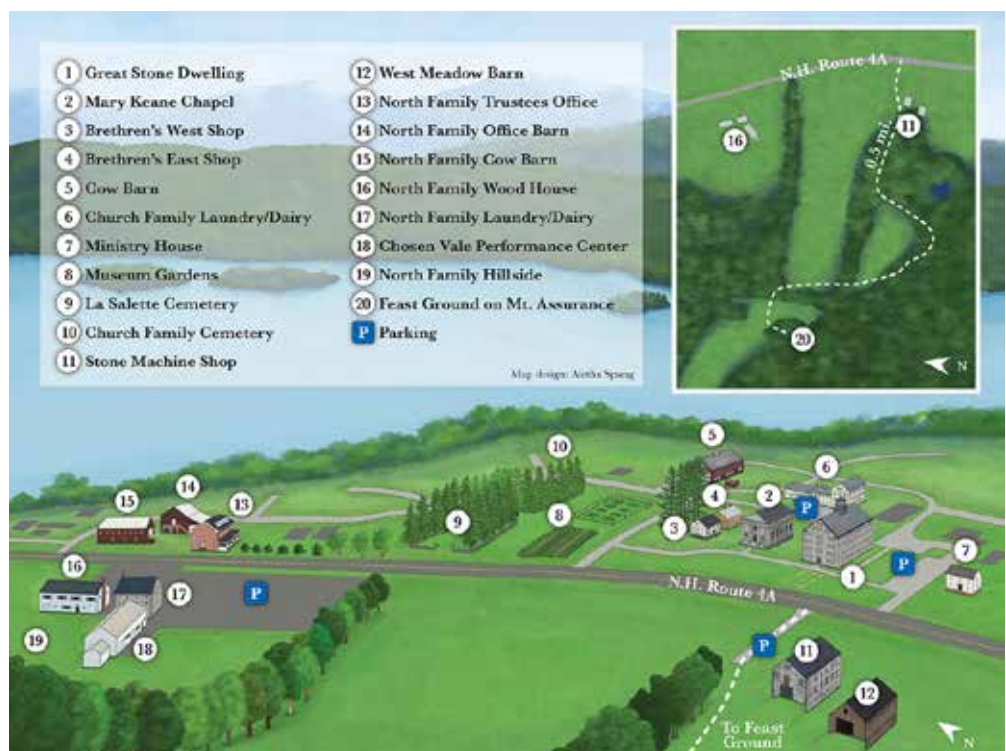 1 Great Stone Dwelling
2 Mary Keane Chapel
3 Brethren's West Shop
4 Brethren's East Shop
5 Cow Barn
6 Church Family Laundry/Dairy
7 Ministry House
8 Museum Gardens
9 La Salette Cemetery
10 Church Family Cemetery
11 Stone Machine Shop
12 West Meadow Barn
13 North Family Trustees Office
14 North Family Office Barn
15 North Family Cow Barn
16 North Family Wood House
17 North Family Laundry/Dairy
18 Chosen Vale Performance Center
19 North Family Hillside
20 Feast Ground on Mt. Assurance
P Parking
Map design:
N.H. Route 4A
11
16
0.5 mi.
20
N
10
5
6
15
14
13
4
2
P
9
8
3
16
17
P
1
P
7
N.H. Route 4A
19
18
P
11
12
To Feast
Ground
N